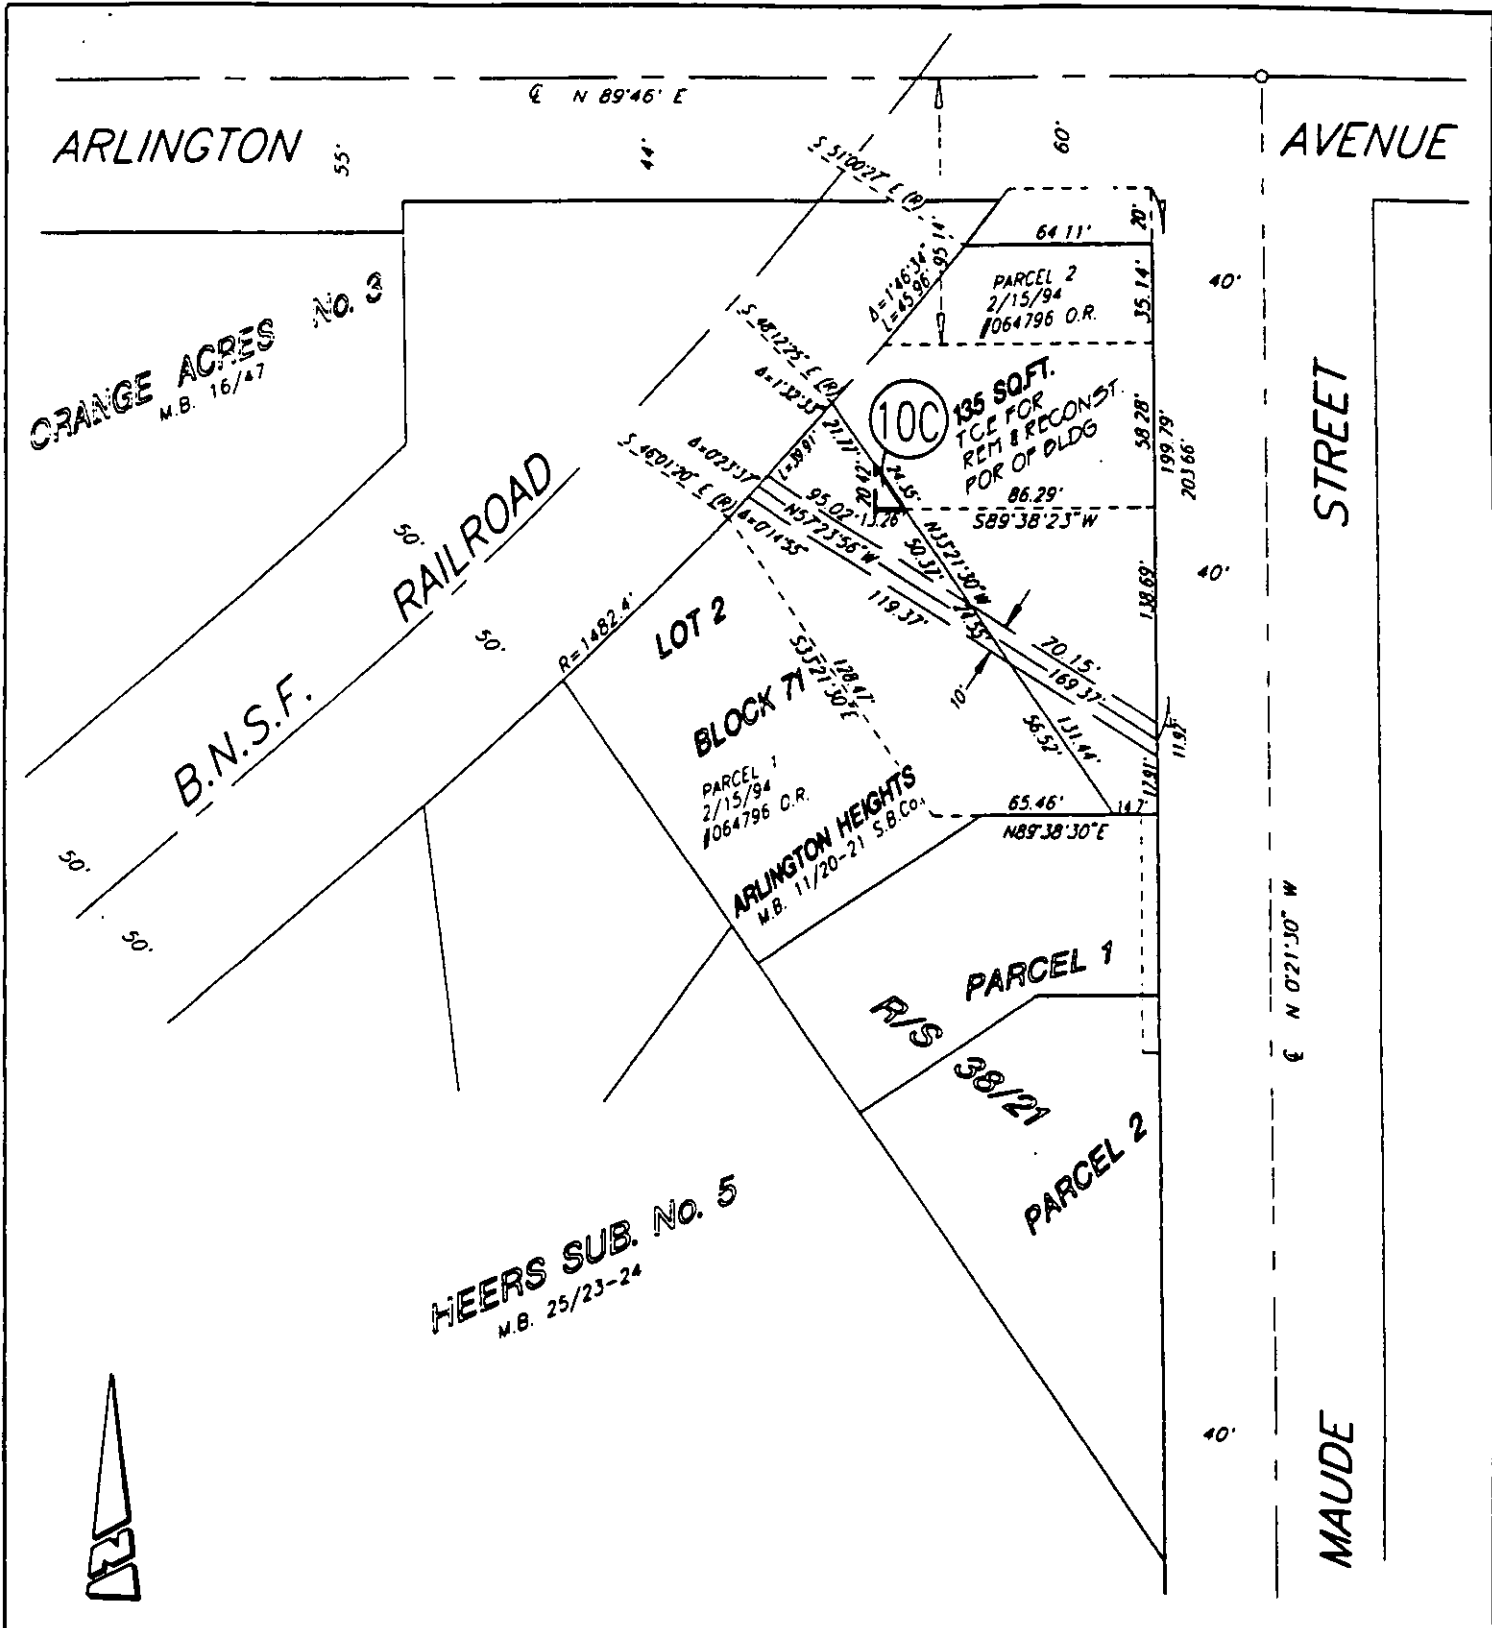 ℄ N 89°46' E
ARLINGTON
55'
44'
60'
AVENUE
S 51°00'27" E (R)
20'
64.11'
95.14'
Δ=1°46'34"
L=45.96'
PARCEL 2
2/15/94
#064796 O.R.
35.14'
40'
ORANGE ACRES No. 3
M.B. 16/47
S 48°12'25" E (R)
Δ=1°32'33"
L=39.91'
21.77'
10C
135 SQ.FT.
TCE FOR
REM & RECONST.
POR OF BLDG
58.28'
199.79'
203.66'
STREET
24.35'
20.42'
13.26'
86.29'
S89°38'23"W
S 46°01'20" E (R)
Δ=0°23'37"
Δ=0°14'55"
95.02'
N57°23'56"W
119.37'
50.37'
N33°21'30"W
24.55'
138.69'
40'
50'
RAILROAD
50'
B.N.S.F.
R=1482.4'
LOT 2
128.47'
S33°21'30"E
10'
70.15'
169.37'
131.44'
56.52'
11.92'
17.91'
BLOCK 71
PARCEL 1
2/15/94
#064796 O.R.
ARLINGTON HEIGHTS
M.B. 11/20-21 S.B.Co.
65.46'
14.7'
N89°38'30"E
50'
50'
PARCEL 1
R/S 38/21
PARCEL 2
℄ N 0°21'30" W
HEERS SUB. No. 5
M.B. 25/23-24
40'
MAUDE
N